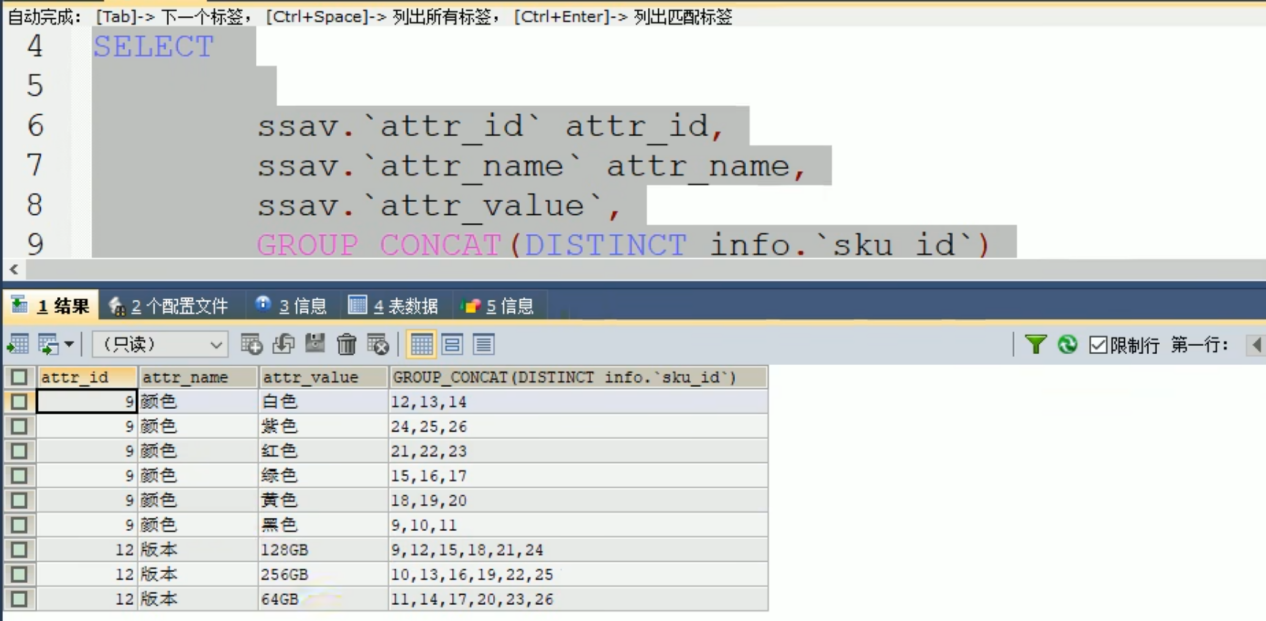 自动完成： [Tab]-> 下一个标签， [Ctrl+Space]-> 列出所有标签， [Ctrl+Enter]-> 列出匹配标签
4 SELECT
5
6 ssav.`attr_id` attr_id,
7 ssav.`attr_name` attr_name,
8 ssav.`attr_value`,
9 GROUP_CONCAT(DISTINCT info.`sku_id`)
1 结果 2 个配置文件 3 信息 4 表数据 5 信息
（只读） 限制行 第一行：
attr_id attr_name attr_value GROUP_CONCAT(DISTINCT info.`sku_id`)
9 颜色 白色 12,13,14
9 颜色 紫色 24,25,26
9 颜色 红色 21,22,23
9 颜色 绿色 15,16,17
9 颜色 黄色 18,19,20
9 颜色 黑色 9,10,11
12 版本 128GB 9,12,15,18,21,24
12 版本 256GB 10,13,16,19,22,25
12 版本 64GB 11,14,17,20,23,26